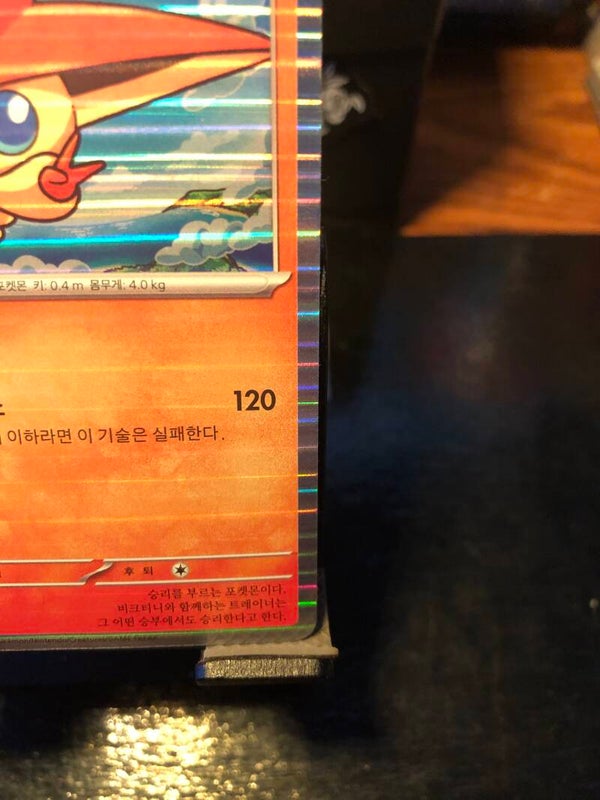 포켓몬 키: 0.4 m 몸무게: 4.0 kg
120
이하라면 이 기술은 실패한다.
후퇴
승리를 부르는 포켓몬이다.
비크티니와 함께하는 트레이너는
그 어떤 승부에서도 승리한다고 한다.